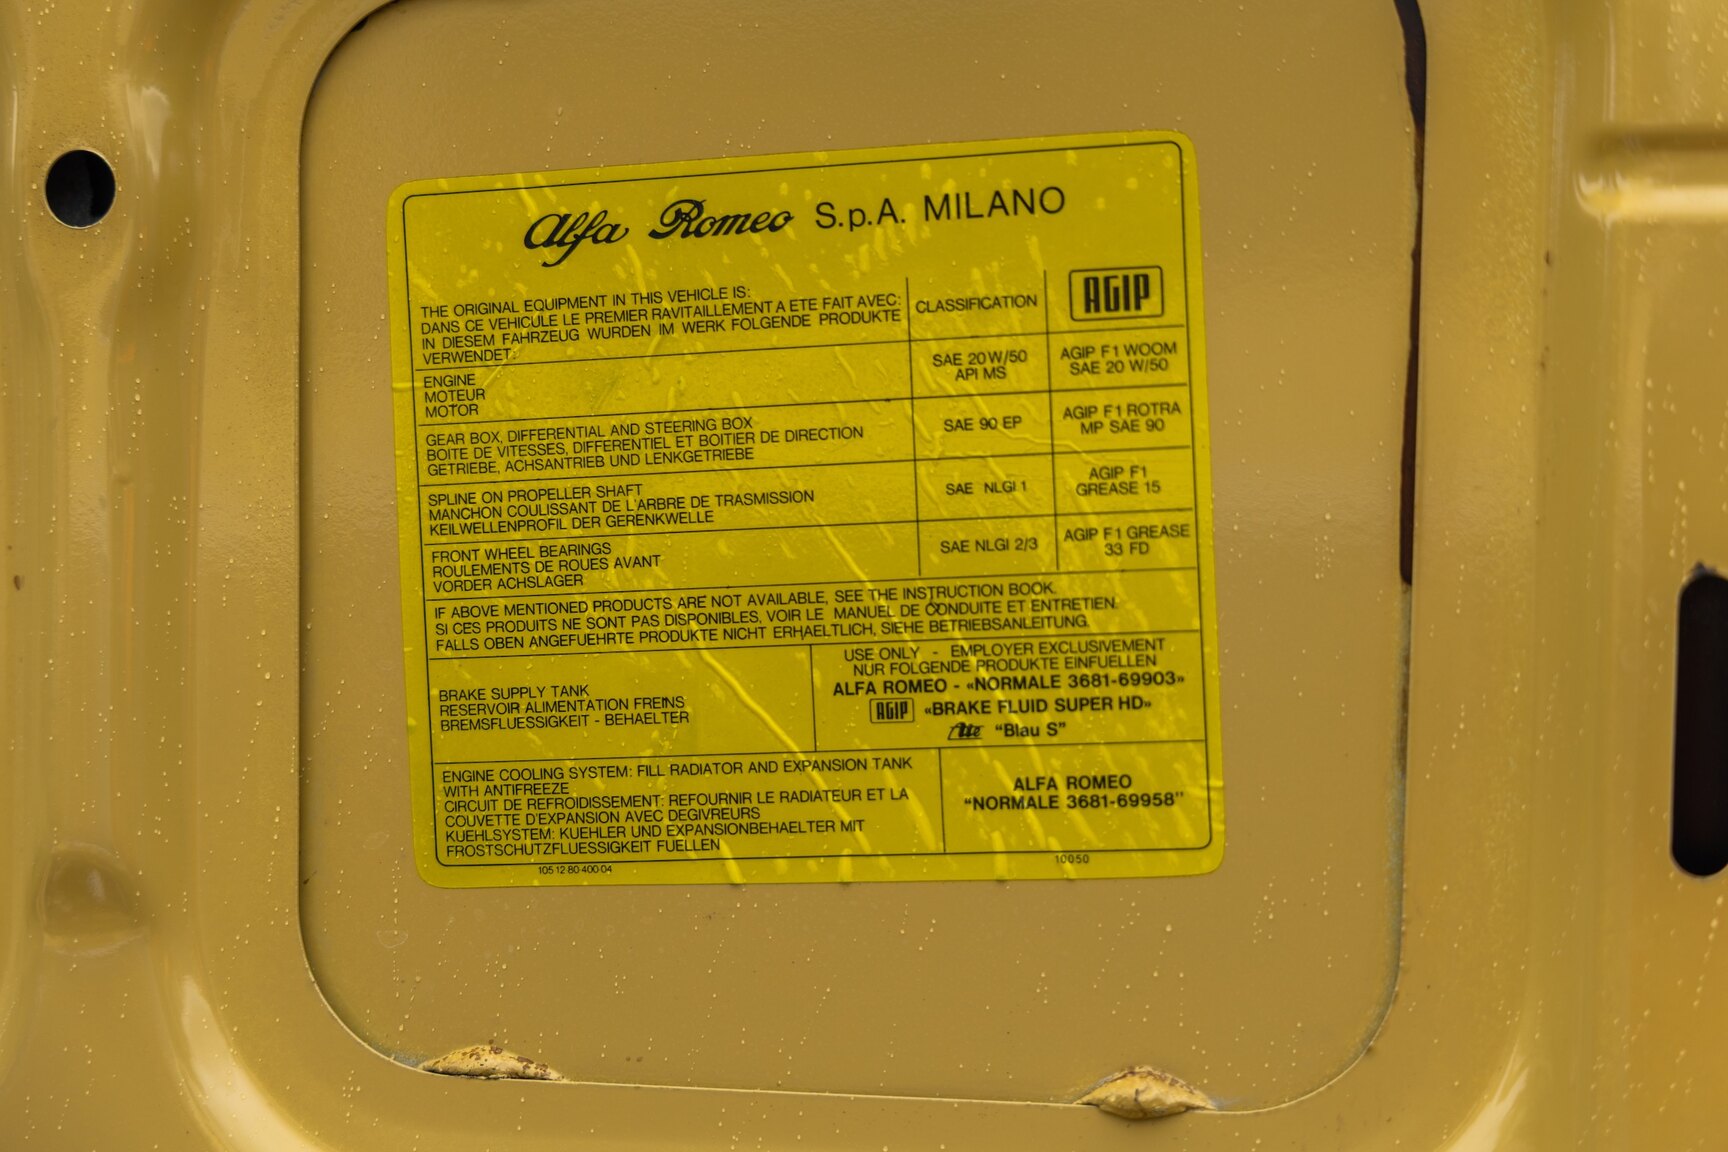 Alfa Romeo S.p.A. MILANO
THE ORIGINAL EQUIPMENT IN THIS VEHICLE IS:
DANS CE VEHICULE LE PREMIER RAVITAILLEMENT A ETE FAIT AVEC:
IN DIESEM FAHRZEUG WURDEN IM WERK FOLGENDE PRODUKTE
VERWENDET:
CLASSIFICATION
AGIP
ENGINE
MOTEUR
MOTOR
SAE 20W/50
API MS
AGIP F1 WOOM
SAE 20 W/50
GEAR BOX, DIFFERENTIAL AND STEERING BOX
BOITE DE VITESSES, DIFFERENTIEL ET BOITIER DE DIRECTION
GETRIEBE, ACHSANTRIEB UND LENKGETRIEBE
SAE 90 EP
AGIP F1 ROTRA
MP SAE 90
SPLINE ON PROPELLER SHAFT
MANCHON COULISSANT DE L'ARBRE DE TRASMISSION
KEILWELLENPROFIL DER GERENKWELLE
SAE NLGI 1
AGIP F1
GREASE 15
FRONT WHEEL BEARINGS
ROULEMENTS DE ROUES AVANT
VORDER ACHSLAGER
SAE NLGI 2/3
AGIP F1 GREASE
33 FD
IF ABOVE MENTIONED PRODUCTS ARE NOT AVAILABLE, SEE THE INSTRUCTION BOOK.
SI CES PRODUITS NE SONT PAS DISPONIBLES, VOIR LE MANUEL DE CONDUITE ET ENTRETIEN.
FALLS OBEN ANGEFUEHRTE PRODUKTE NICHT ERHAELTLICH, SIEHE BETRIEBSANLEITUNG.
BRAKE SUPPLY TANK
RESERVOIR ALIMENTATION FREINS
BREMSFLUESSIGKEIT - BEHAELTER
USE ONLY - EMPLOYER EXCLUSIVEMENT
NUR FOLGENDE PRODUKTE EINFUELLEN
ALFA ROMEO - «NORMALE 3681-69903»
AGIP «BRAKE FLUID SUPER HD»
Ate "Blau S"
ENGINE COOLING SYSTEM: FILL RADIATOR AND EXPANSION TANK
WITH ANTIFREEZE
CIRCUIT DE REFROIDISSEMENT: REFOURNIR LE RADIATEUR ET LA
COUVETTE D'EXPANSION AVEC DEGIVREURS
KUEHLSYSTEM: KUEHLER UND EXPANSIONBEHAELTER MIT
FROSTSCHUTZFLUESSIGKEIT FUELLEN
ALFA ROMEO
"NORMALE 3681-69958"
105 12 80 400 04
10050